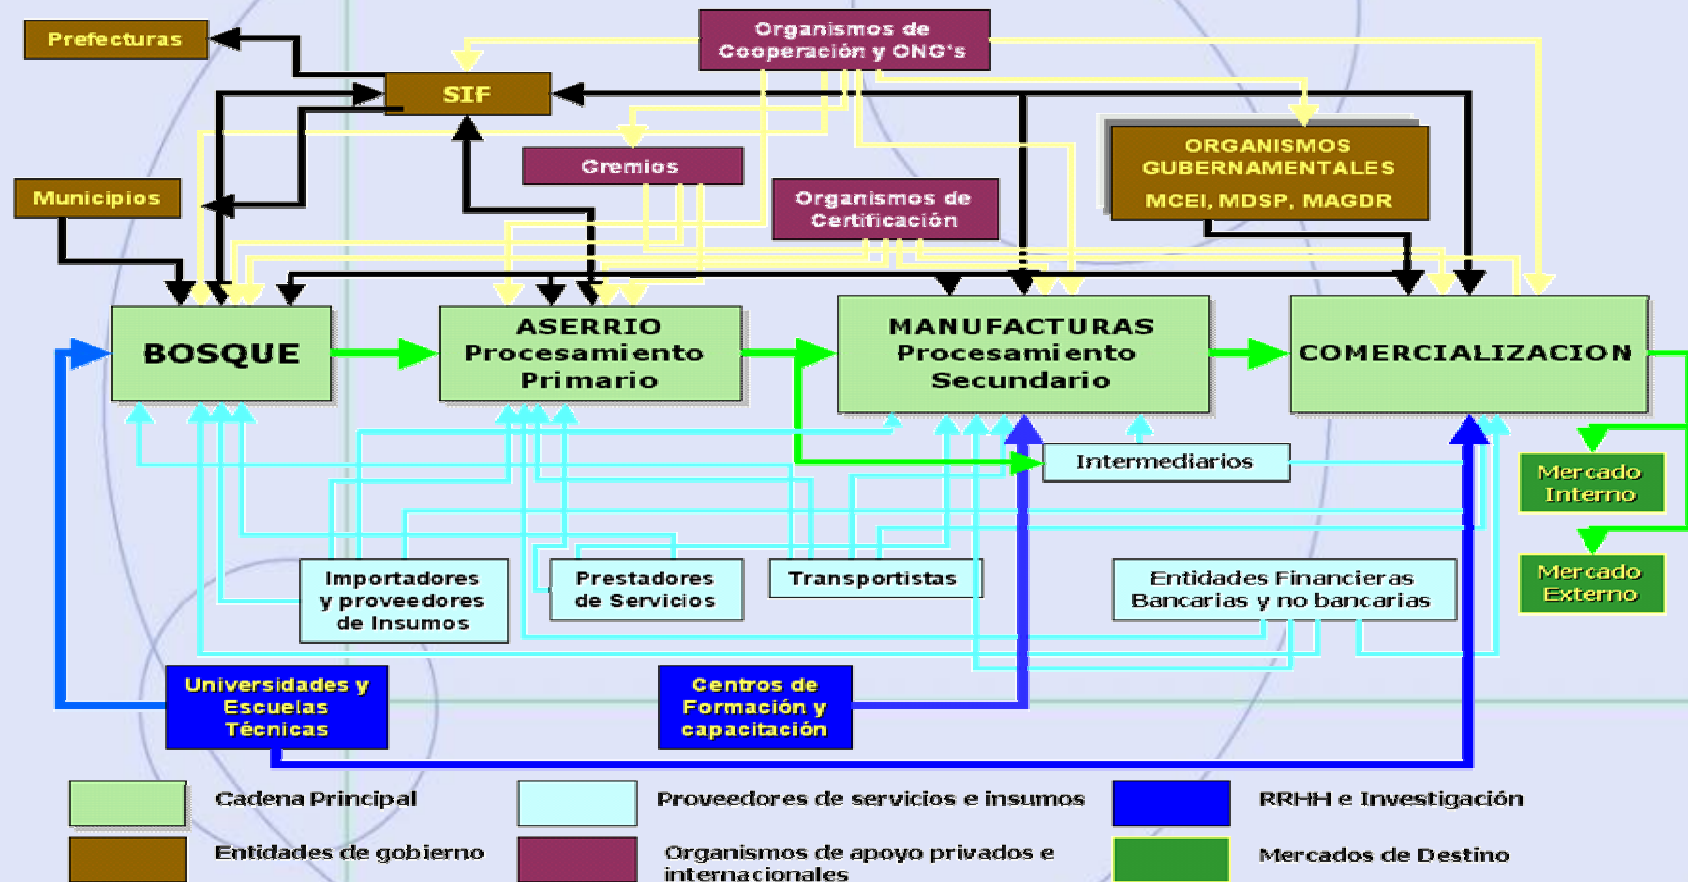 Organismos de
Cooperación y ONG's
Prefecturas
SIF
Gremios
ORGANISMOS
GUBERNAMENTALES
MCEI, MDSP, MAGDR
Municipios
Organismos de
Certificación
BOSQUE
ASERRIO
Procesamiento
Primario
MANUFACTURAS
Procesamiento
Secundario
COMERCIALIZACION
Intermediarios
Mercado
Interno
Importadores
y proveedores
de Insumos
Prestadores
de Servicios
Transportistas
Entidades Financieras
Bancarias y no bancarias
Mercado
Externo
Universidades y
Escuelas
Técnicas
Centros de
Formación y
capacitación
Cadena Principal
Proveedores de servicios e insumos
RRHH e Investigación
Entidades de gobierno
Organismos de apoyo privados e
internacionales
Mercados de Destino